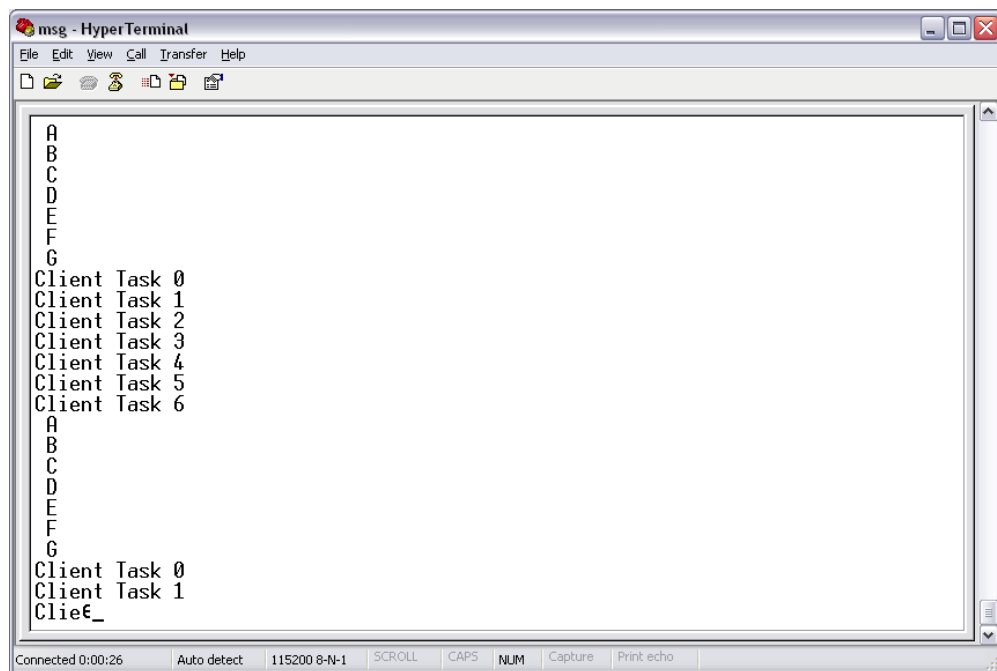 msg - HyperTerminal
File Edit View Call Transfer Help
A
B
C
D
E
F
G
Client Task 0
Client Task 1
Client Task 2
Client Task 3
Client Task 4
Client Task 5
Client Task 6
A
B
C
D
E
F
G
Client Task 0
Client Task 1
Clie€_
Connected 0:00:26 Auto detect 115200 8-N-1 SCROLL CAPS NUM Capture Print echo